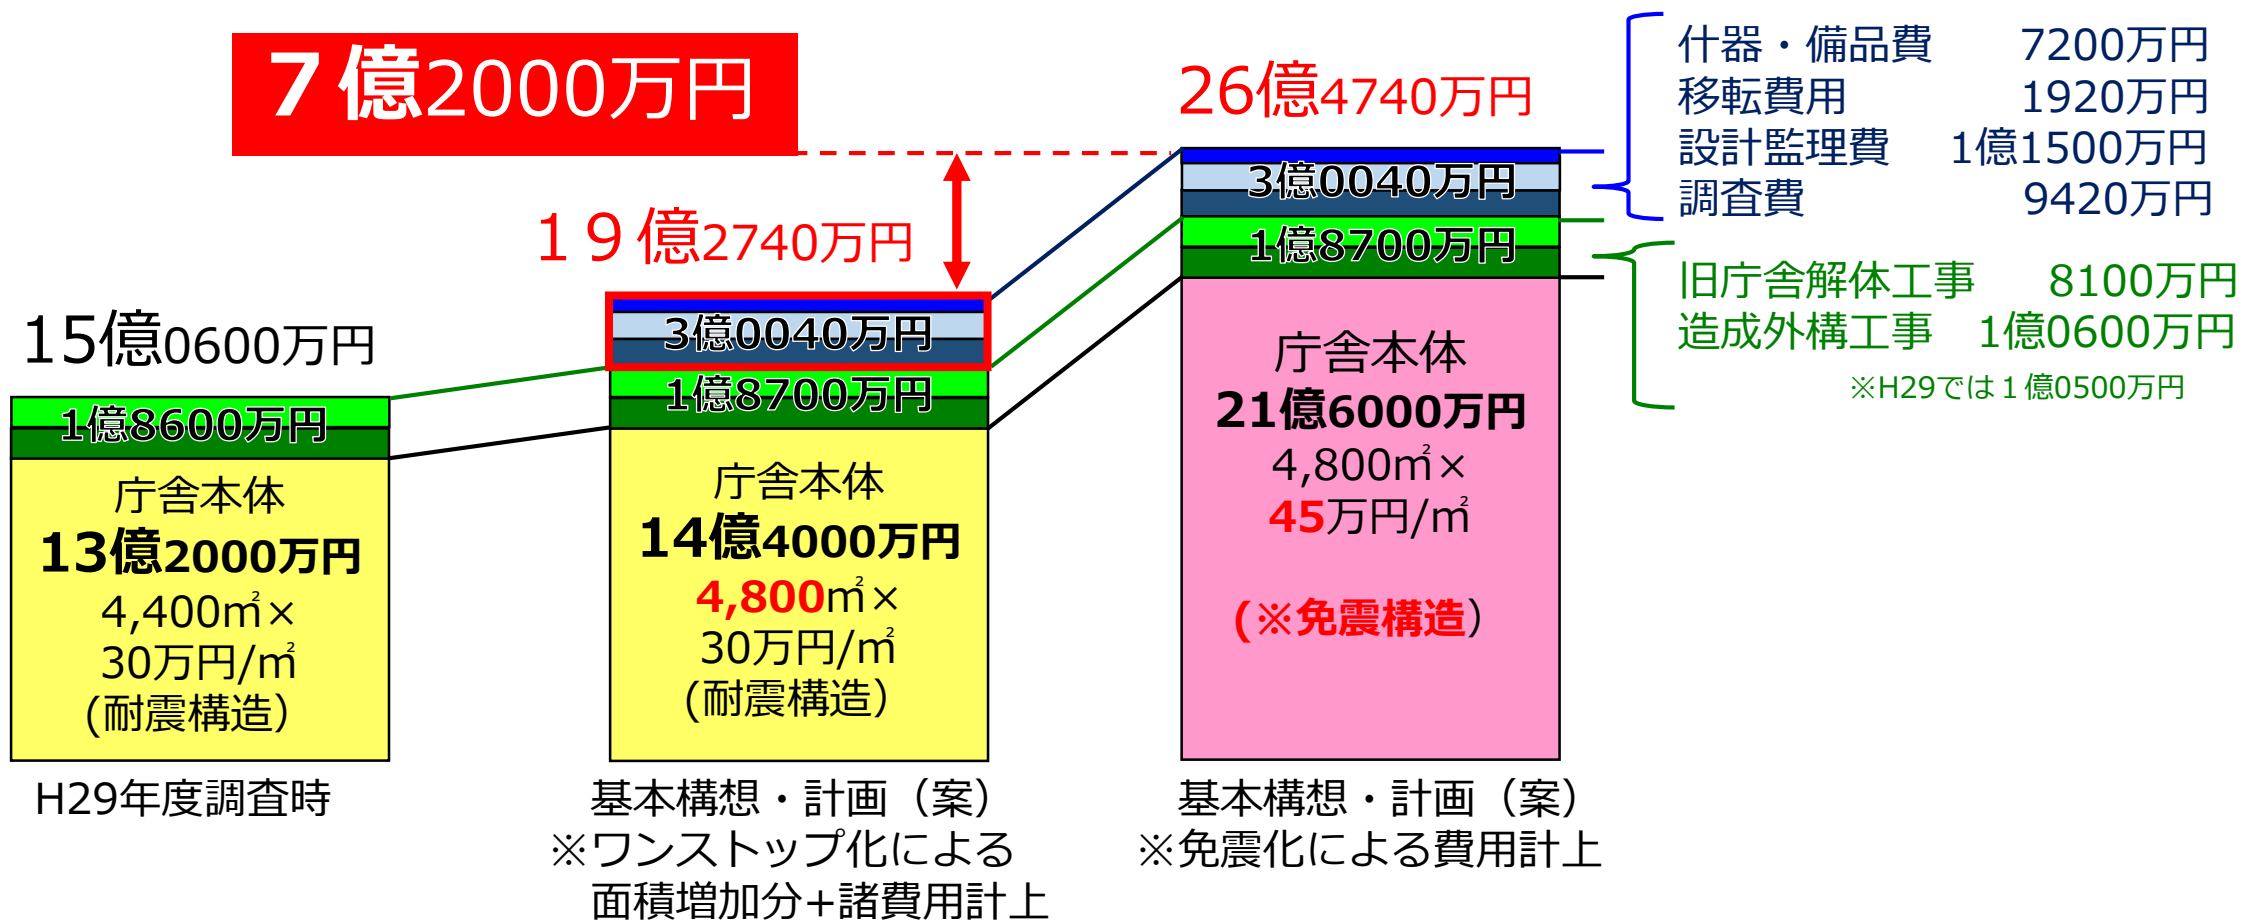 ７億2000万円
26億4740万円
１９億2740万円
15億0600万円
什器・備品費 7200万円
移転費用 1920万円
設計監理費 1億1500万円
調査費 9420万円
旧庁舎解体工事 8100万円
造成外構工事 1億0600万円
※H29では１億0500万円
1億8600万円
庁舎本体
13億2000万円
4,400㎡×
30万円/㎡
(耐震構造）
H29年度調査時
3億0040万円
1億8700万円
庁舎本体
14億4000万円
4,800㎡×
30万円/㎡
(耐震構造）
基本構想・計画（案）
※ワンストップ化による
面積増加分+諸費用計上
3億0040万円
1億8700万円
庁舎本体
21億6000万円
4,800㎡×
45万円/㎡
(※免震構造）
基本構想・計画（案）
※免震化による費用計上